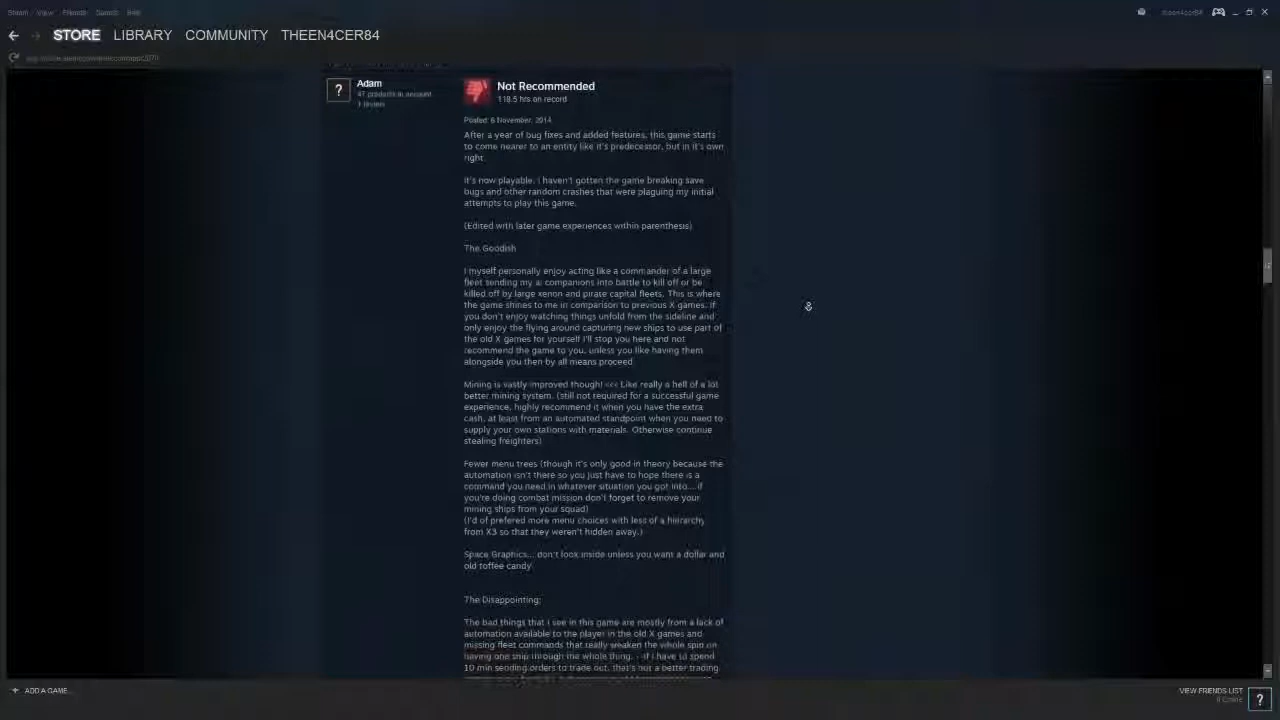 Steam View Friends Games Help
theen4cer84
STORE LIBRARY COMMUNITY THEEN4CER84
Adam
47 products in account
1 review
Not Recommended
118.5 hrs on record
Posted: 6 November, 2014
After a year of bug fixes and added features, this game starts
to come nearer to an entity like it's predecessor, but in it's own
right.
It's now playable, I haven't gotten the game breaking save
bugs and other random crashes that were plaguing my initial
attempts to play this game.
(Edited with later game experiences within parenthesis)
The Goodish
I myself personally enjoy acting like a commander of a large
fleet sending my ai companions into battle to kill off or be
killed off by large xenon and pirate capital fleets. This is where
the game shines to me in comparison to previous X games. If
you don't enjoy watching things unfold from the sideline and
only enjoy the flying around capturing new ships to use part of
the old X games for yourself I'll stop you here and not
recommend the game to you, unless you like having them
alongside you then by all means proceed
Mining is vastly improved though! <<< Like really a hell of a lot
better mining system. (still not required for a successful game
experience, highly recommend it when you have the extra
cash, at least from an automated standpoint when you need to
supply your own stations with materials. Otherwise continue
stealing freighters)
Fewer menu trees (though it's only good in theory because the
automation isn't there so you just have to hope there is a
command you need in whatever situation you got into... if
you're doing combat mission don't forget to remove your
mining ships from your squad)
(I'd of prefered more menu choices with less of a hierarchy
from X3 so that they weren't hidden away.)
Space Graphics... don't look inside unless you want a dollar and
old toffee candy
The Disappointing:
The bad things that I see in this game are mostly from a lack of
automation available to the player in the old X games and
missing fleet commands that really weaken the whole spin on
having one ship through the whole thing. - If I have to spend
10 min sending orders to trade out, that's not a better trading
+ ADD A GAME...
VIEW FRIENDS LIST
Online